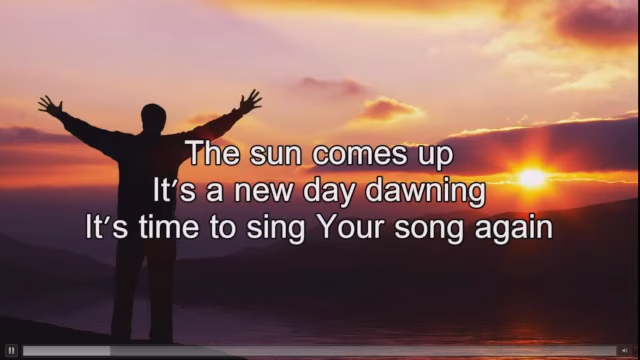 The sun comes up
It's a new day dawning
It's time to sing Your song again